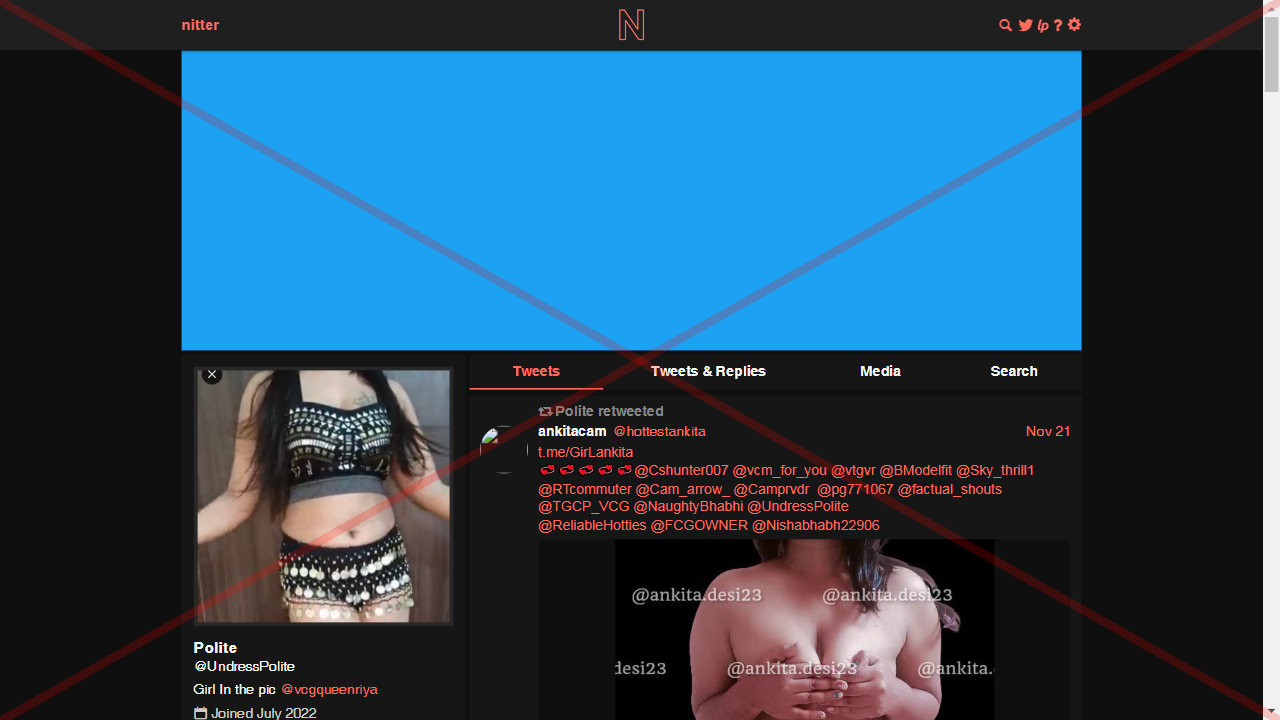 nitter
N
lp ?
Tweets
Tweets & Replies
Media
Search
Polite retweeted
ankitacam @hottestankita
Nov 21
t.me/GirLankita
💋 💋 💋 💋 💋 @Cshunter007 @vcm_for_you @vtgvr @BModelfit @Sky_thrill1
@RTcommuter @Cam_arrow_ @Camprvdr @pg771067 @factual_shouts
@TGCP_VCG @NaughtyBhabhi @UndressPolite
@ReliableHotties @FCGOWNER @Nishabhabh22906
@ankita.desi23 @ankita.desi23
desi23 @ankita.desi23 @ankita.
Polite
@UndressPolite
Girl In the pic @vcgqueenriya
Joined July 2022